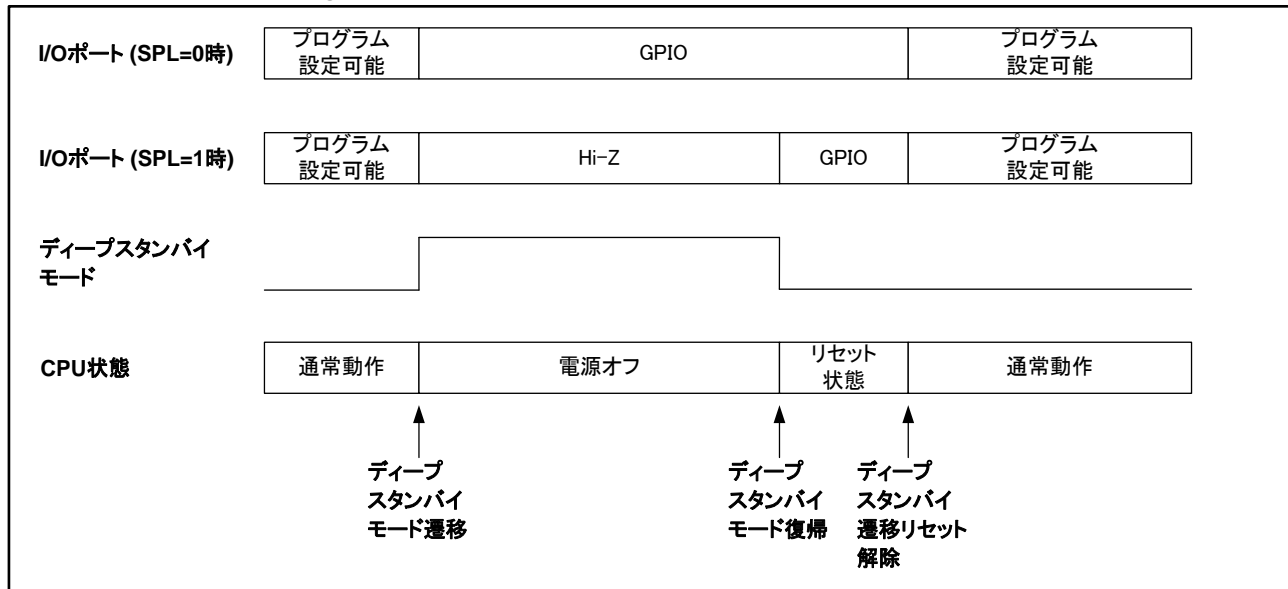 I/Oポート (SPL=0時)
プログラム
設定可能
GPIO
プログラム
設定可能
I/Oポート (SPL=1時)
プログラム
設定可能
Hi-Z
GPIO
プログラム
設定可能
ディープスタンバイ
モード
CPU状態
通常動作
電源オフ
リセット
状態
通常動作
ディープ
スタンバイ
モード遷移
ディープ
スタンバイ
モード復帰
ディープ
スタンバイ
遷移リセット
解除